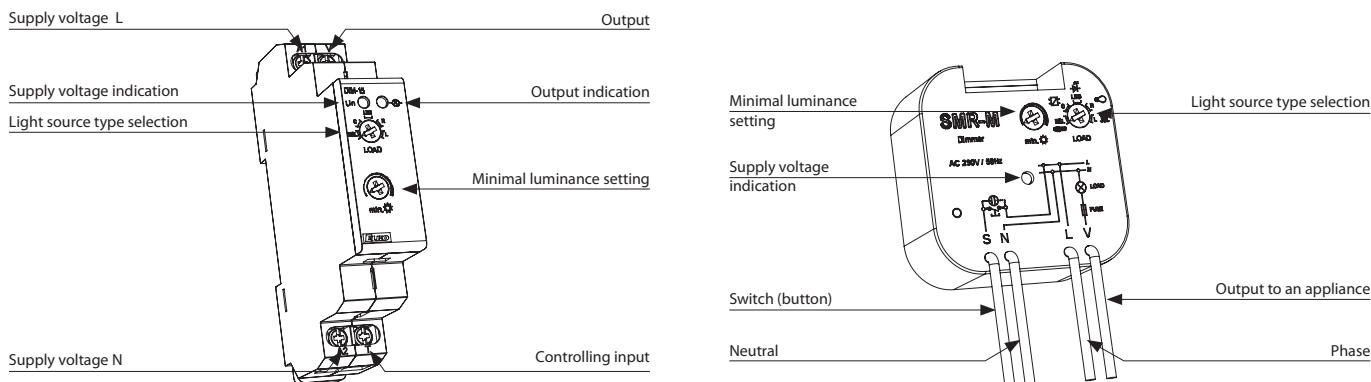 Supply voltage L
Output
Supply voltage indication
Output indication
Light source type selection
Minimal luminance setting
Supply voltage N
Controlling input
DIM-15
Un
LOAD
min.
Minimal luminance
setting
Light source type selection
Supply voltage
indication
Switch (button)
Output to an appliance
Neutral
Phase
SMR-M
Dimmer
min.
LOAD
AC 230V / 50Hz
L
N
LOAD
FUSE
S N
L V